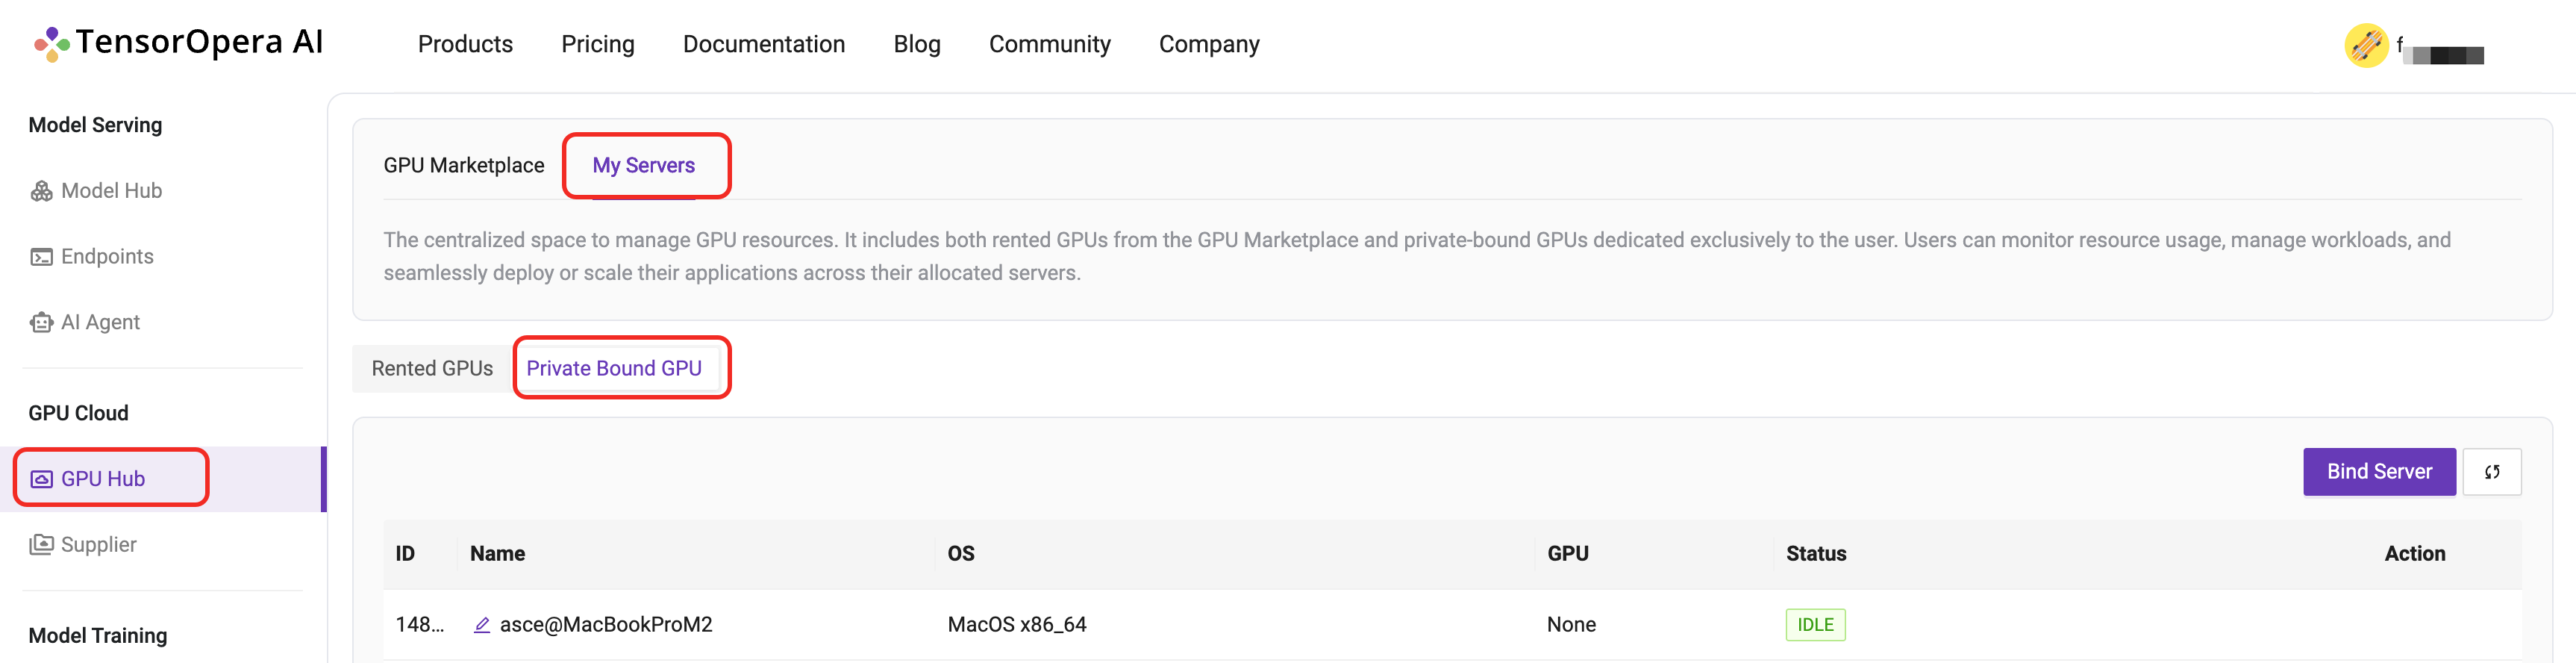 TensorOpera AI
Products Pricing Documentation Blog Community Company
f
Model Serving
Model Hub
Endpoints
AI Agent
GPU Cloud
GPU Hub
Supplier
Model Training
GPU Marketplace My Servers
The centralized space to manage GPU resources. It includes both rented GPUs from the GPU Marketplace and private-bound GPUs dedicated exclusively to the user. Users can monitor resource usage, manage workloads, and
seamlessly deploy or scale their applications across their allocated servers.
Rented GPUs Private Bound GPU
Bind Server
ID Name OS GPU Status Action
148... asce@MacBookProM2 MacOS x86_64 None IDLE